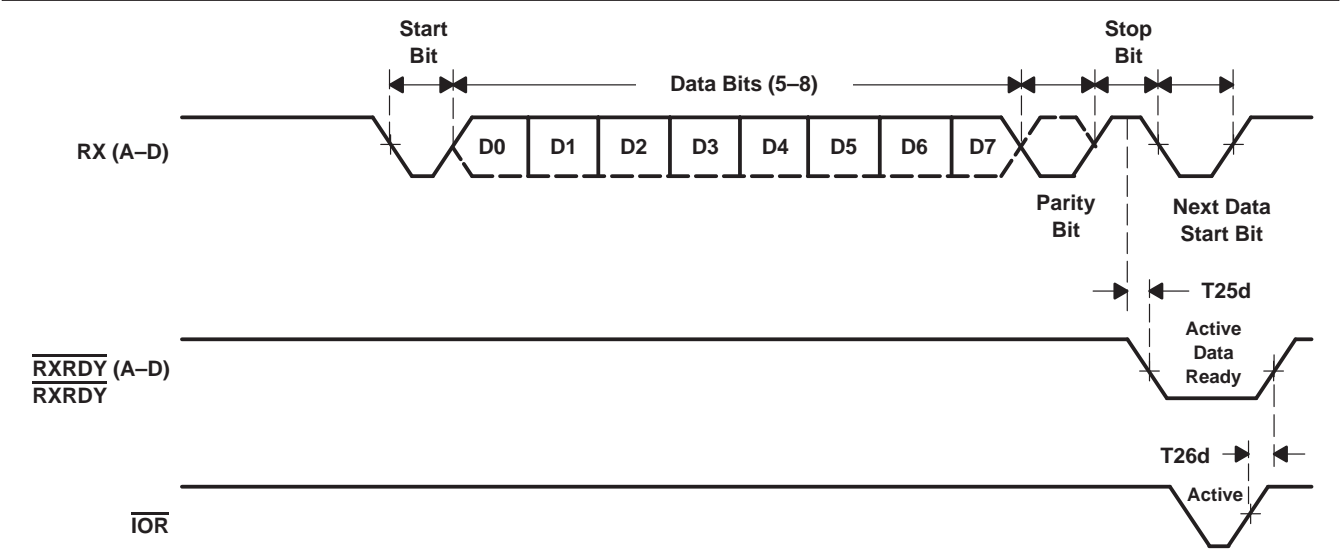 Start
Bit
Data Bits (5–8)
Stop
Bit
RX (A–D)
D0 D1 D2 D3 D4 D5 D6 D7
Parity
Bit
Next Data
Start Bit
T25d
RXRDY (A–D)
RXRDY
Active
Data
Ready
T26d
IOR
Active